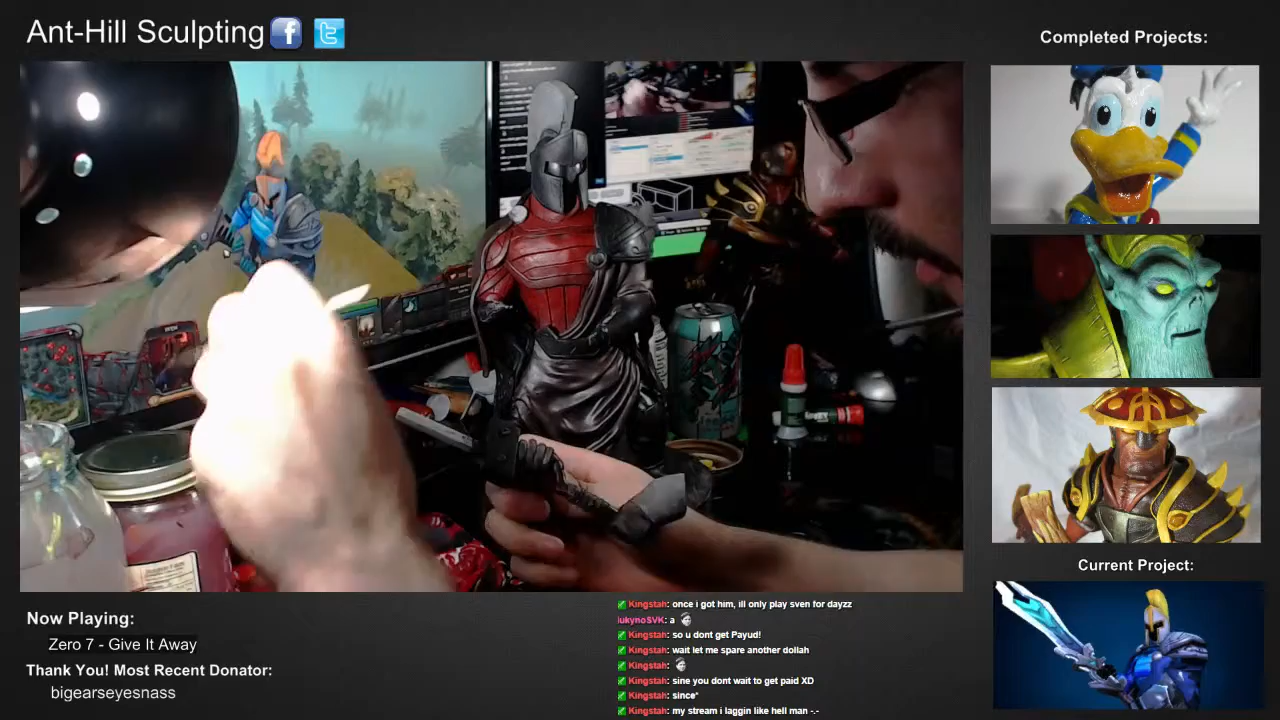 Ant-Hill Sculpting
Completed Projects:
Current Project:
Now Playing:
Zero 7 - Give It Away
Thank You! Most Recent Donator:
bigearseyesnass
Kingstah: once i got him, ill only play sven for dayzz
iukynoSVK: a
Kingstah: so u dont get Payud!
Kingstah: wait let me spare another dollah
Kingstah:
Kingstah: sine you dont wait to get paid XD
Kingstah: since*
Kingstah: my stream i laggin like hell man -.-